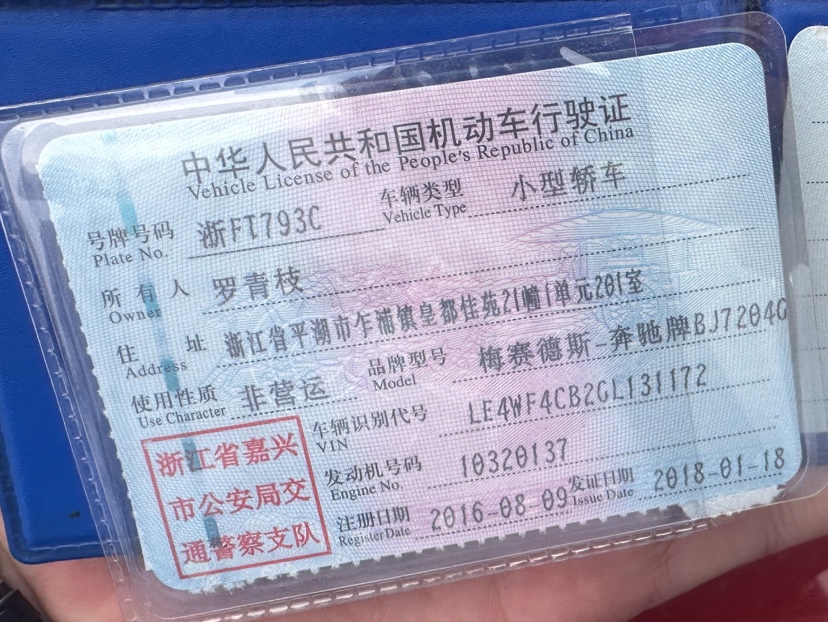 中华人民共和国机动车行驶证
Vehicle License of the People's Republic of China
号牌号码 浙FT793C 车辆类型 小型轿车
Plate No. Vehicle Type
所有人 罗青枝
Owner
住址 浙江省平湖市乍浦镇皇都佳苑21幢1单元201室
Address
使用性质 非营运 品牌型号 梅赛德斯-奔驰牌BJ7204G
Use Character Model
车辆识别代号 LE4WF4CB2GL131172
VIN
发动机号码 10320137
Engine No.
注册日期 2016-08-09 发证日期 2018-01-18
Register Date Issue Date
浙江省嘉兴
市公安局交
通警察支队